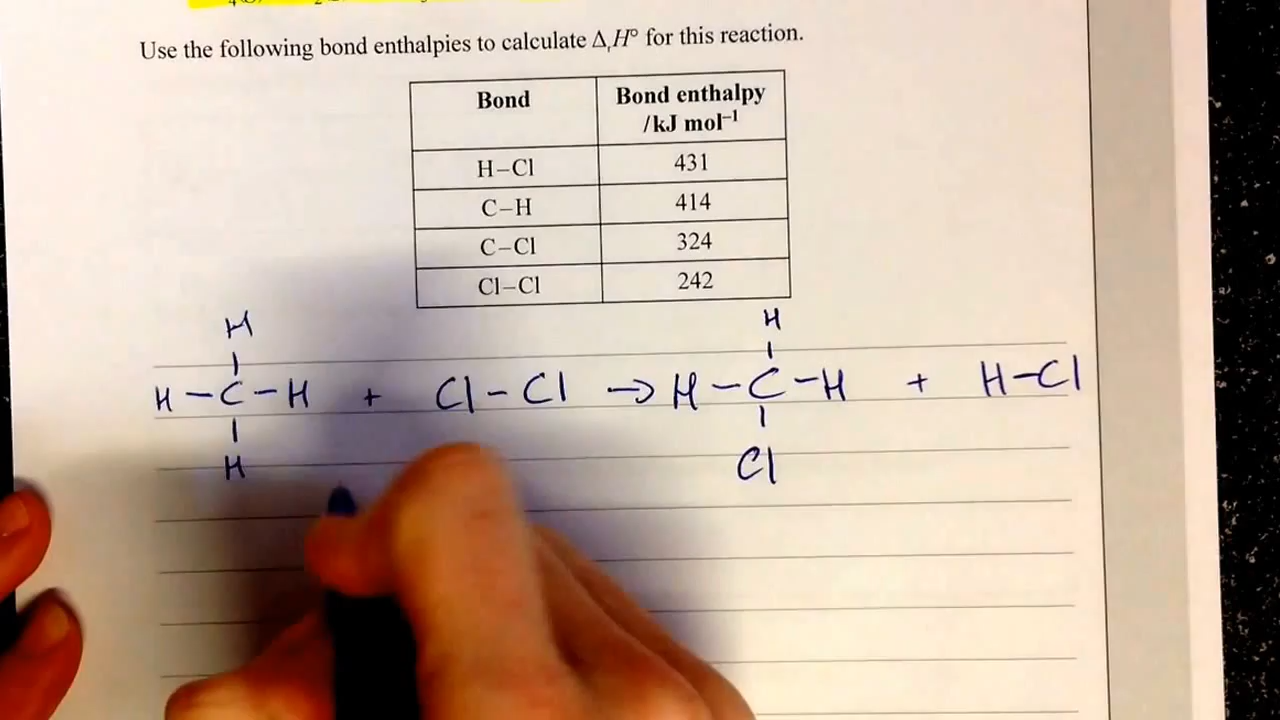 Use the following bond enthalpies to calculate ΔᵣH° for this reaction.
Bond Bond enthalpy /kJ mol⁻¹
H–Cl 431
C–H 414
C–Cl 324
Cl–Cl 242
H H
H – C – H + Cl – Cl → H – C – H + H – Cl
H Cl